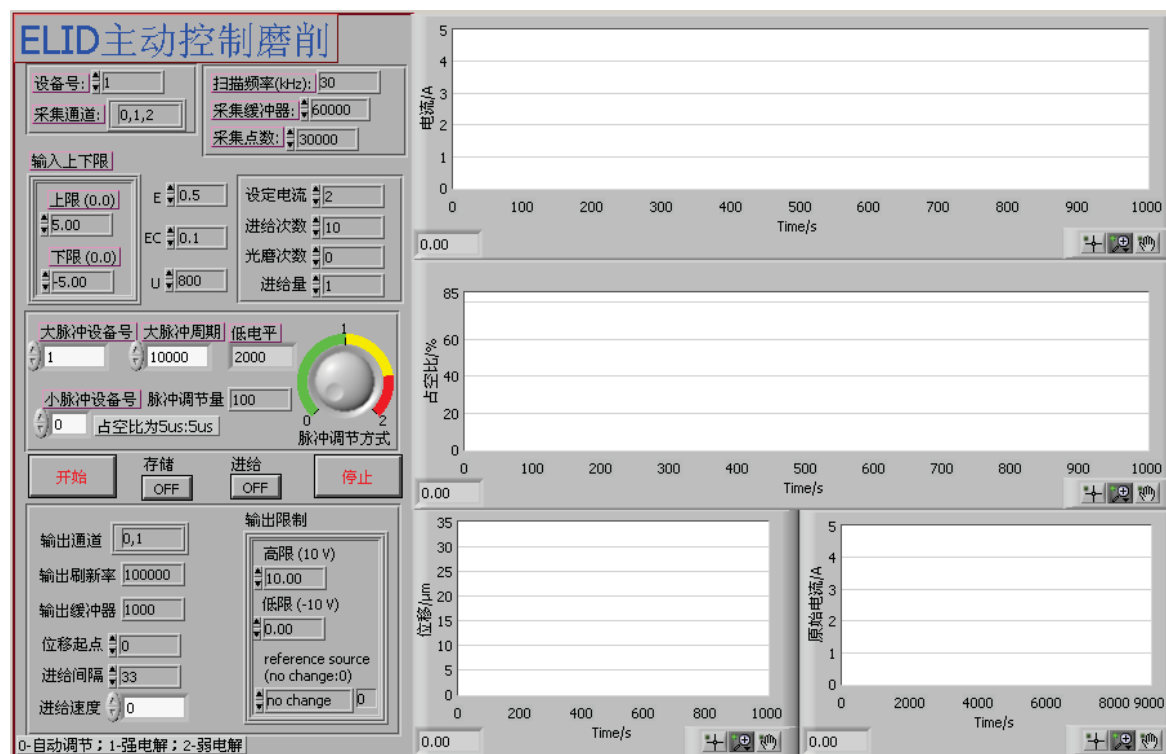 ELID主动控制磨削
设备号: 1
采集通道: 0,1,2
扫描频率(kHz): 30
采集缓冲器: 60000
采集点数: 30000
输入上下限
上限 (0.0)
5.00
下限 (0.0)
-5.00
E 0.5
EC 0.1
U 800
设定电流 2
进给次数 10
光磨次数 0
进给量 1
大脉冲设备号 大脉冲周期 低电平
1 10000 2000
小脉冲设备号 脉冲调节量 100
0 占空比为5us:5us
0 1 2
脉冲调节方式
开始
存储
OFF
进给
OFF
停止
输出通道 0,1
输出刷新率 100000
输出缓冲器 1000
位移起点 0
进给间隔 33
进给速度 0
输出限制
高限 (10 V)
10.00
低限 (-10 V)
0.00
reference source
(no change:0)
no change 0
0-自动调节；1-强电解；2-弱电解
电流/A
5
4
3
2
1
0
0 100 200 300 400 500 600 700 800 900 1000
Time/s
0.00
占空比/%
85
60
40
20
0
0 100 200 300 400 500 600 700 800 900 1000
Time/s
0.00
位移/μm
35
30
25
20
15
10
5
0
0 200 400 600 800 1000
Time/s
0.00
原始电流/A
5
4
3
2
1
0
0 2000 4000 6000 8000 9000
Time/s
0.00